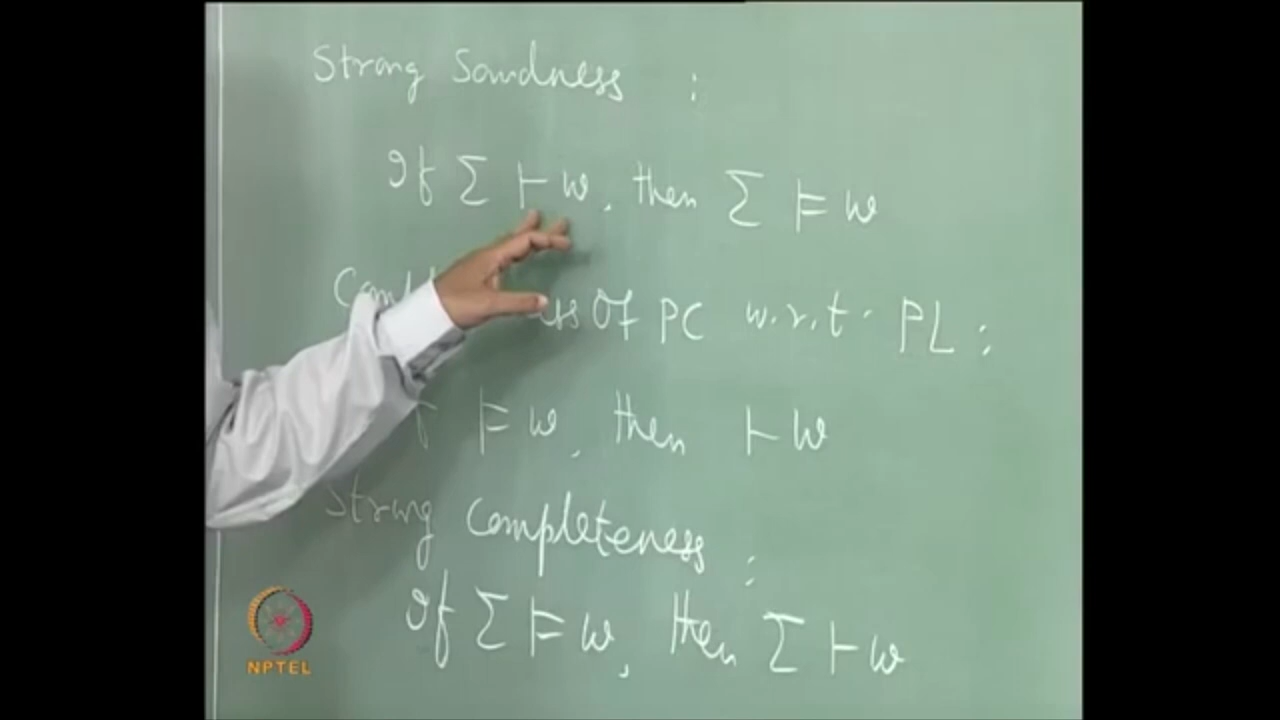 Strong Soundness :
If Σ ⊢ w, then Σ ⊨ w
Of PC w.r.t. PL :
⊨ w, then ⊢ w
Strong completeness :
If Σ ⊨ w, then Σ ⊢ w
NPTEL